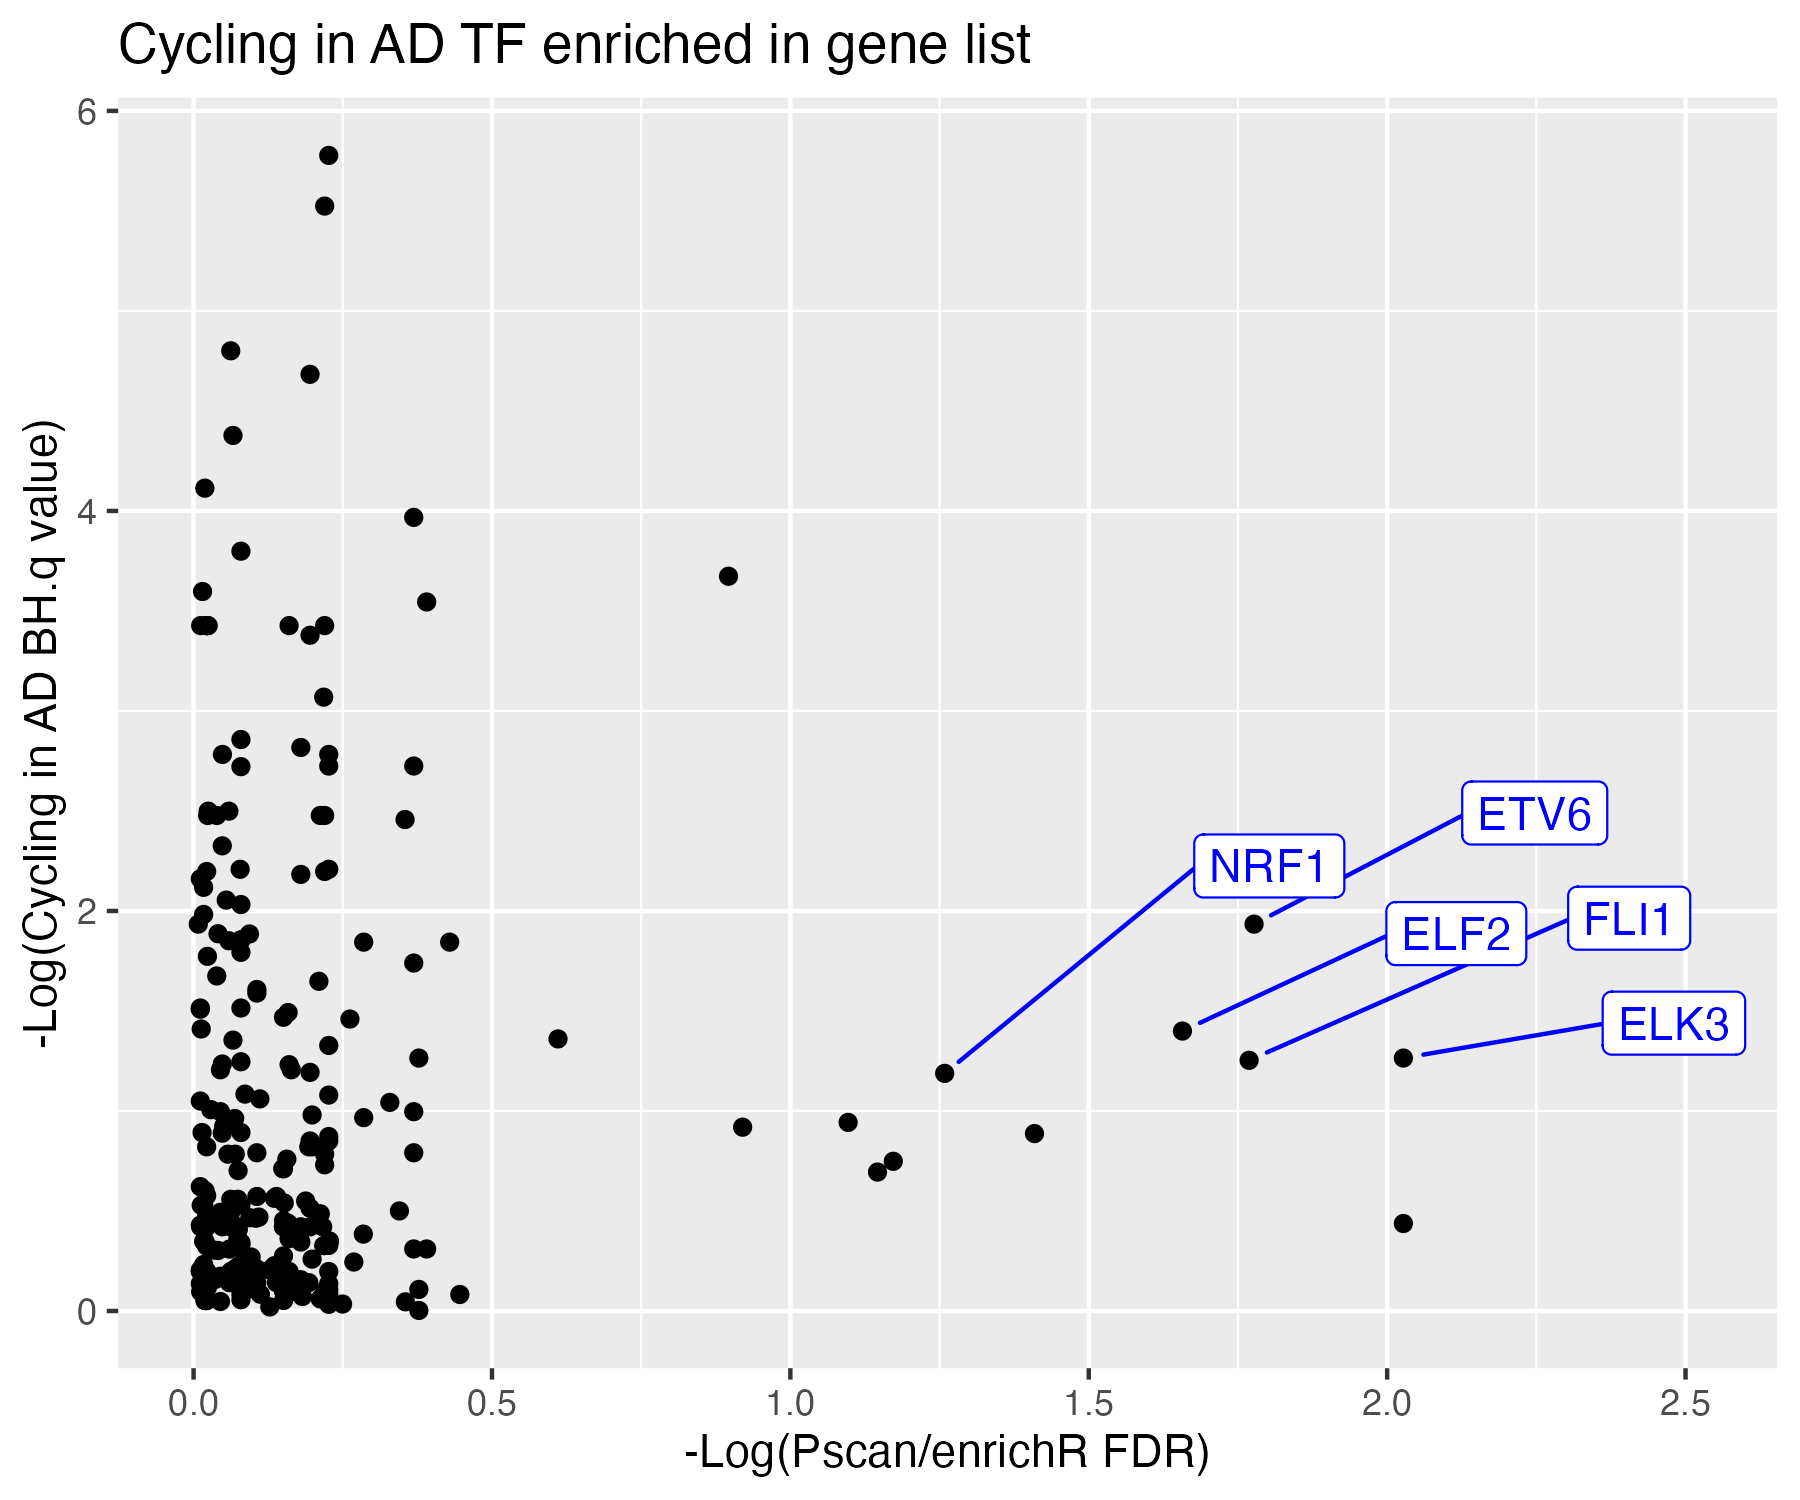 Cycling in AD TF enriched in gene list
-Log(Cycling in AD BH.q value)
6
4
2
0
ETV6
NRF1
FLI1
ELF2
ELK3
0.0
0.5
1.0
1.5
2.0
2.5
-Log(Pscan/enrichR FDR)